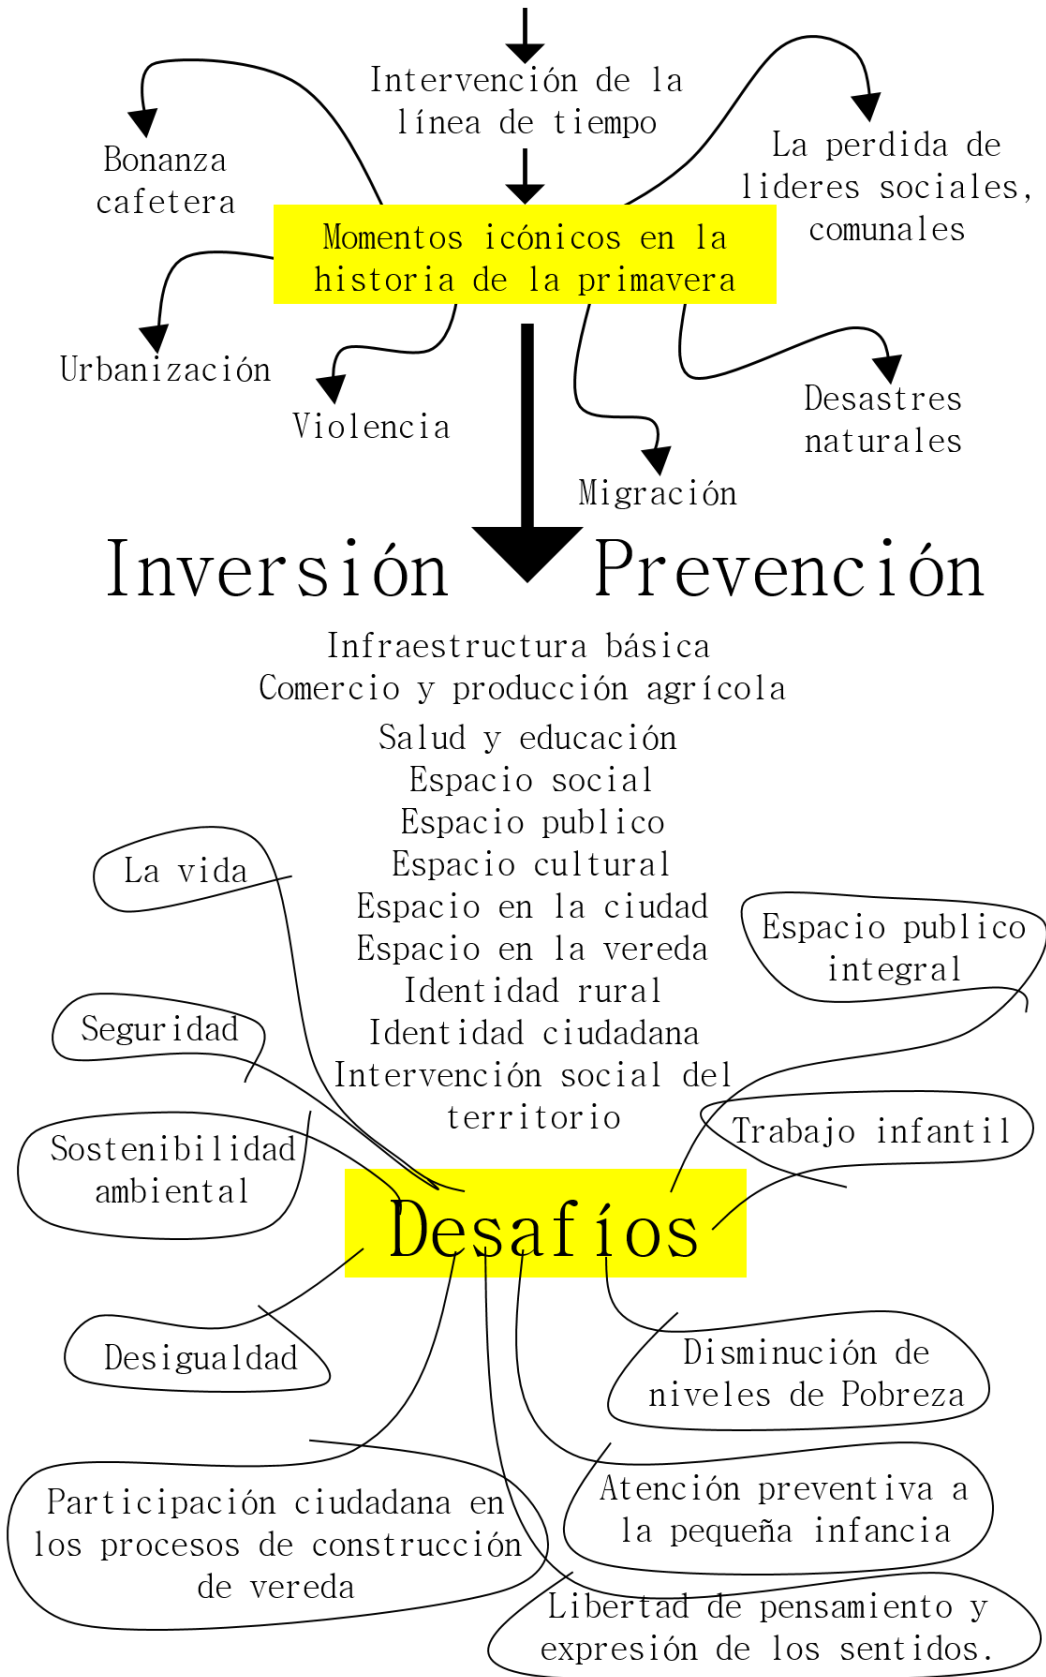 Intervención de la
línea de tiempo
Bonanza
cafetera
La perdida de
lideres sociales,
comunales
Momentos icónicos en la
historia de la primavera
Urbanización
Violencia
Migración
Desastres
naturales
Inversión
Prevención
Infraestructura básica
Comercio y producción agrícola
Salud y educación
Espacio social
Espacio publico
Espacio cultural
Espacio en la ciudad
Espacio en la vereda
Identidad rural
Identidad ciudadana
Intervención social del
territorio
La vida
Seguridad
Sostenibilidad
ambiental
Espacio publico
integral
Trabajo infantil
Desafíos
Desigualdad
Disminución de
niveles de Pobreza
Participación ciudadana en
los procesos de construcción
de vereda
Atención preventiva a
la pequeña infancia
Libertad de pensamiento y
expresión de los sentidos.